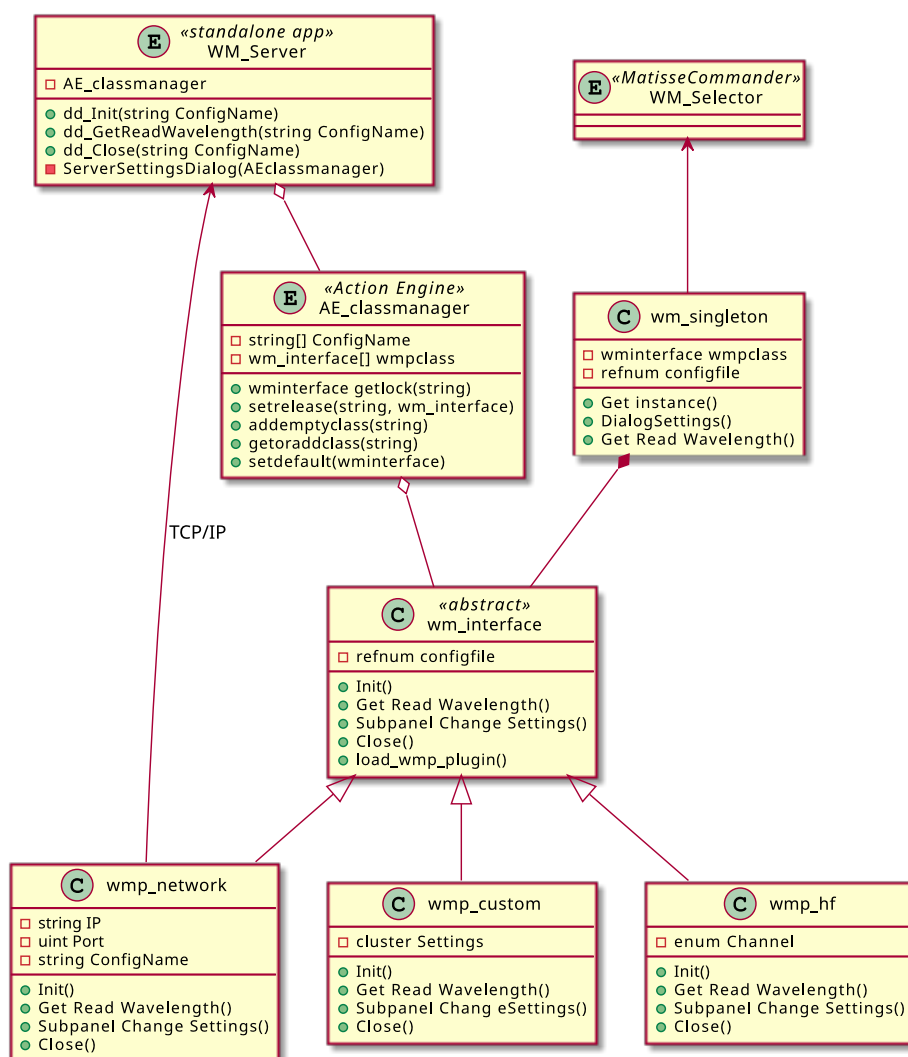 E
«standalone app»
WM_Server
AE_classmanager
dd_Init(string ConfigName)
dd_GetReadWavelength(string ConfigName)
dd_Close(string ConfigName)
ServerSettingsDialog(AEclassmanager)
E
«MatisseCommander»
WM_Selector
E
«Action Engine»
AE_classmanager
string[] ConfigName
wm_interface[] wmpclass
wminterface getlock(string)
setrelease(string, wm_interface)
addemptyclass(string)
getoraddclass(string)
setdefault(wminterface)
C
wm_singleton
wminterface wmpclass
refnum configfile
Get instance()
DialogSettings()
Get Read Wavelength()
TCP/IP
C
«abstract»
wm_interface
refnum configfile
Init()
Get Read Wavelength()
Subpanel Change Settings()
Close()
load_wmp_plugin()
C
wmp_network
string IP
uint Port
string ConfigName
Init()
Get Read Wavelength()
Subpanel Change Settings()
Close()
C
wmp_custom
cluster Settings
Init()
Get Read Wavelength()
Subpanel Chang eSettings()
Close()
C
wmp_hf
enum Channel
Init()
Get Read Wavelength()
Subpanel Change Settings()
Close()